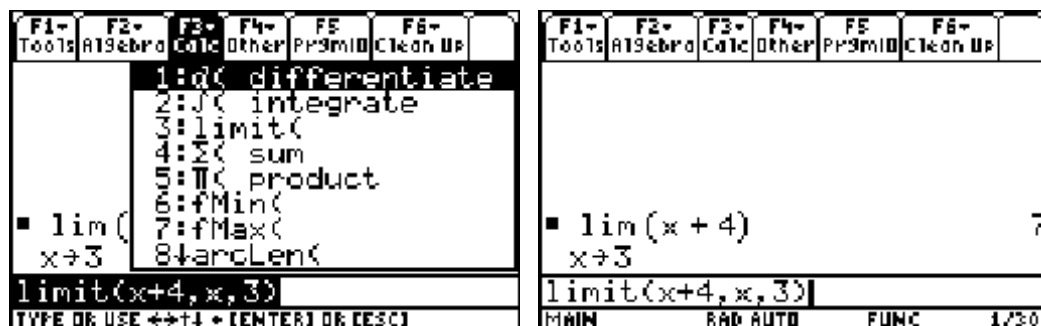 F1▾ F2▾ F3▾ F4▾ F5 F6▾
Tools Algebra Calc Other PrgmIO Clean Up
1:d( differentiate
2:∫( integrate
3:limit(
4:Σ( sum
5:Π( product
6:fMin(
7:fMax(
8↓arcLen(
▪ lim (
x→3
limit(x+4,x,3)
TYPE OR USE ←→↑↓ + [ENTER] OR [ESC]
F1▾ F2▾ F3▾ F4▾ F5 F6▾
Tools Algebra Calc Other PrgmIO Clean Up
▪ lim (x + 4) 7
x→3
limit(x+4,x,3)
MAIN RAD AUTO FUNC 1/30